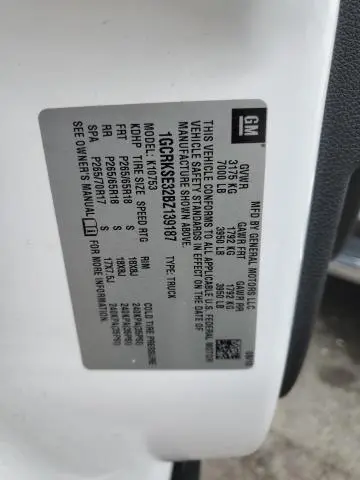 GM
MFD BY GENERAL MOTORS LLC
GVWR GAWR FRT GAWR RR
3175 KG 1792 KG 1792 KG
7000 LB 3950 LB 3950 LB
THIS VEHICLE CONFORMS TO ALL APPLICABLE U.S. FEDERAL MOTOR
VEHICLE SAFETY STANDARDS IN EFFECT ON THE DATE OF
MANUFACTURE SHOWN ABOVE.
1GCRKSE32BZ139187 TYPE: TRUCK
MODEL: K10753
KDHP TIRE SIZE SPEED RTG RIM COLD TIRE PRESSURE
FRT P265/65R18 S 18X8J 240KPA(35PSI)
RR P265/65R18 S 18X8J 240KPA(35PSI)
SPA P265/70R17 S 17X7.5J 240KPA(35PSI)
SEE OWNER'S MANUAL FOR MORE INFORMATION.